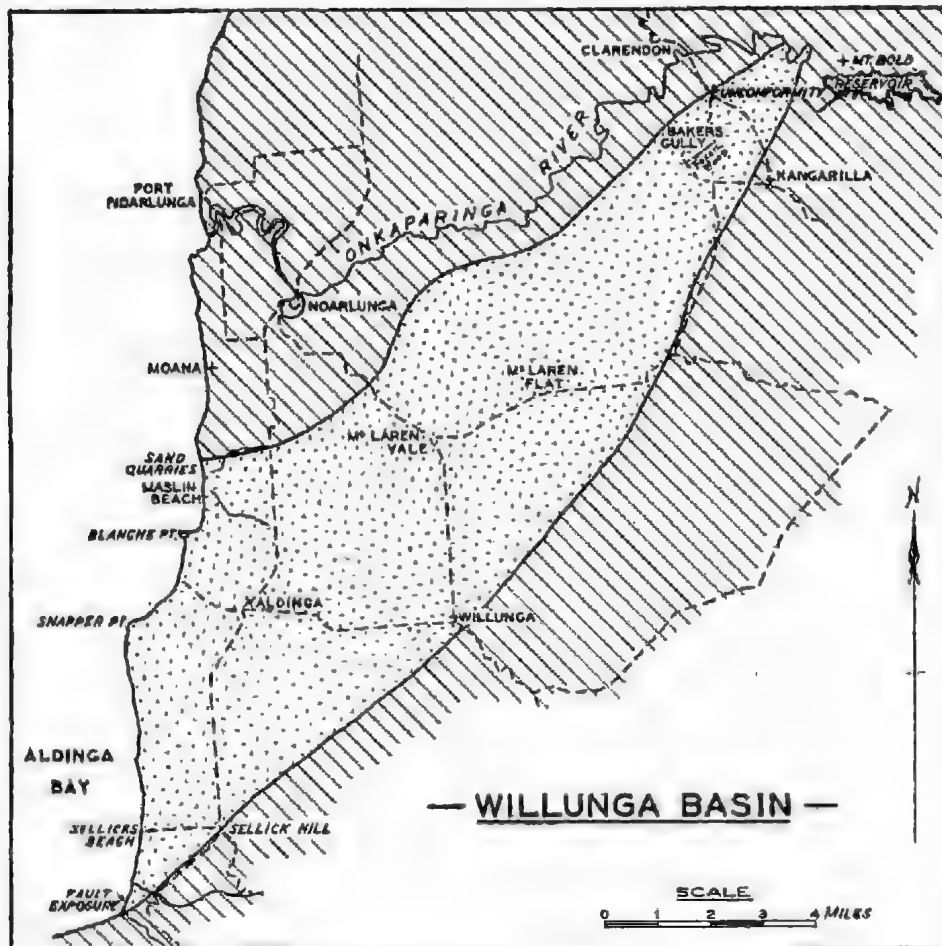 CLARENDON
+MT. BOLD
RESERVOIR
UNCONFORMITY
BAKERS
GULLY
KANGARILLA
PORT
NOARLUNGA
ONKAPARINGA RIVER
NOARLUNGA
MOANA
McLAREN
FLAT
McLAREN
VALE
SAND
QUARRIES
MASLIN
BEACH
BLANCHE PT.
N
ALDINGA
SNAPPER PT.
WILLUNGA
ALDINGA
BAY
— WILLUNGA BASIN —
SELLICKS
BEACH
SELLICK HILL
FAULT
EXPOSURE
SCALE
0 1 2 3 4 MILES